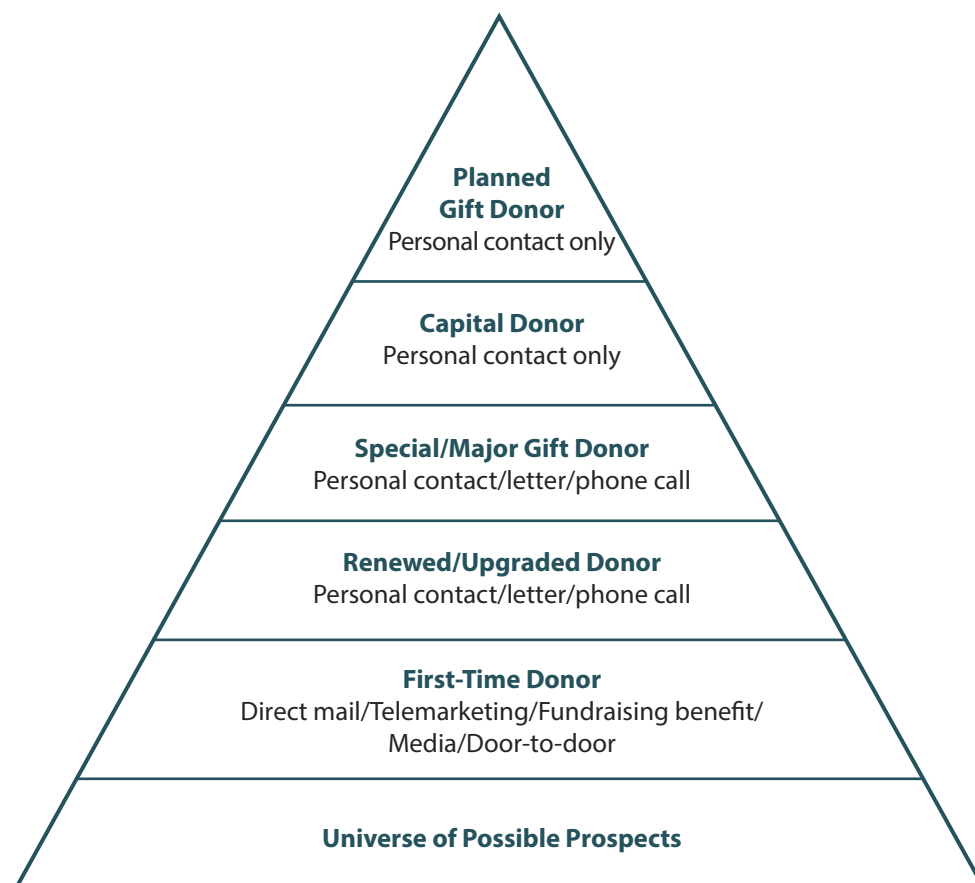 Planned
Gift Donor
Personal contact only
Capital Donor
Personal contact only
Special/Major Gift Donor
Personal contact/letter/phone call
Renewed/Upgraded Donor
Personal contact/letter/phone call
First-Time Donor
Direct mail/Telemarketing/Fundraising benefit/
Media/Door-to-door
Universe of Possible Prospects